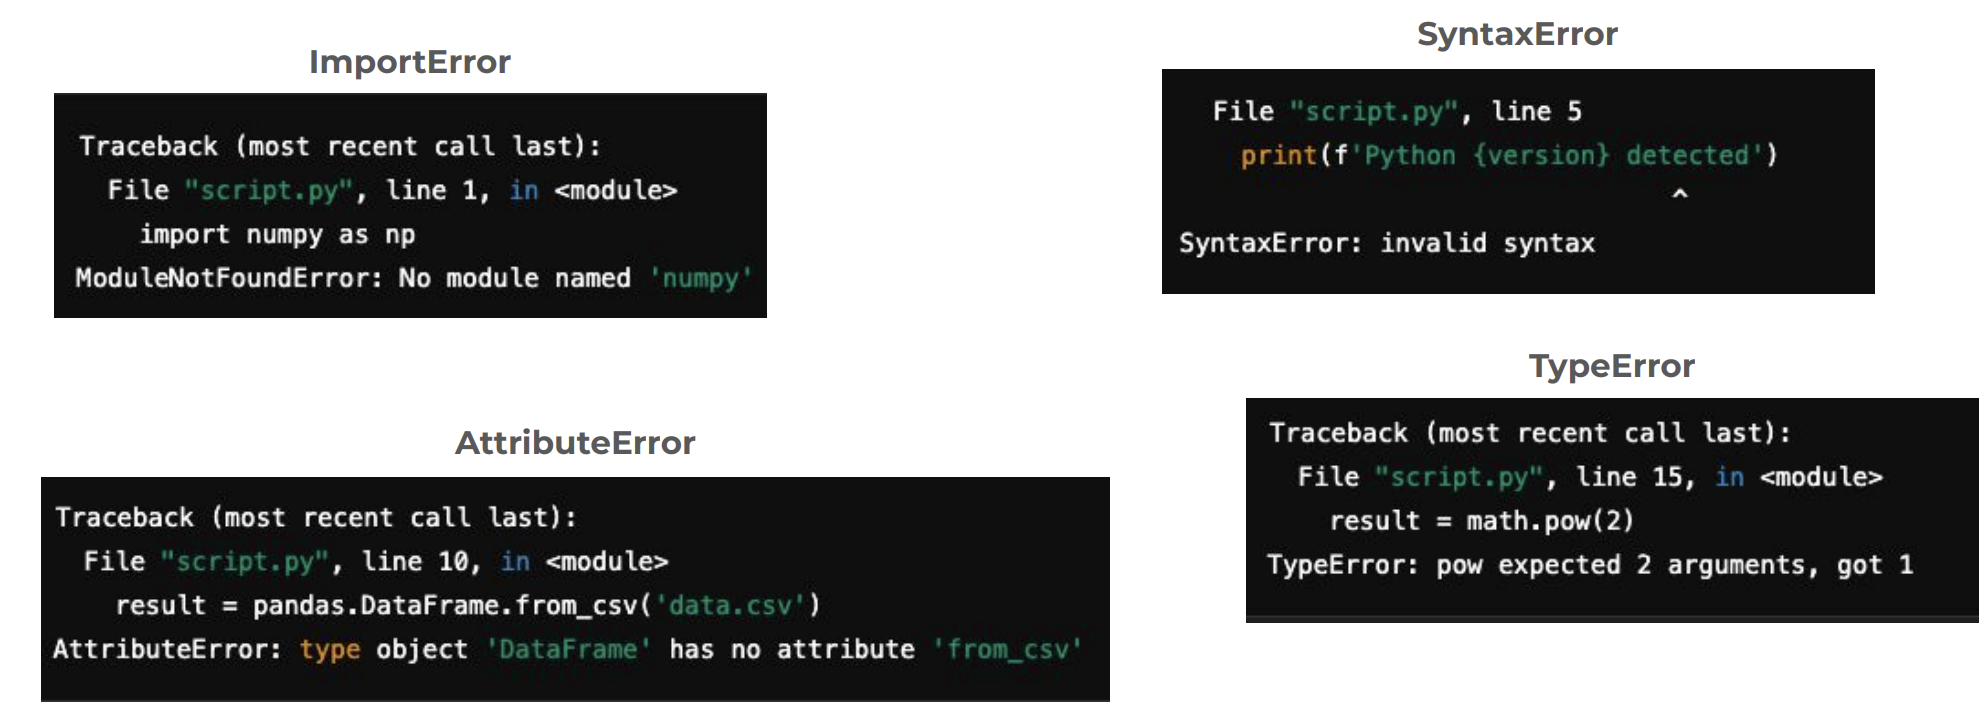 ImportError
Traceback (most recent call last):
File "script.py", line 1, in <module>
import numpy as np
ModuleNotFoundError: No module named 'numpy'
SyntaxError
File "script.py", line 5
print(f'Python {version} detected')
^
SyntaxError: invalid syntax
AttributeError
Traceback (most recent call last):
File "script.py", line 10, in <module>
result = pandas.DataFrame.from_csv('data.csv')
AttributeError: type object 'DataFrame' has no attribute 'from_csv'
TypeError
Traceback (most recent call last):
File "script.py", line 15, in <module>
result = math.pow(2)
TypeError: pow expected 2 arguments, got 1